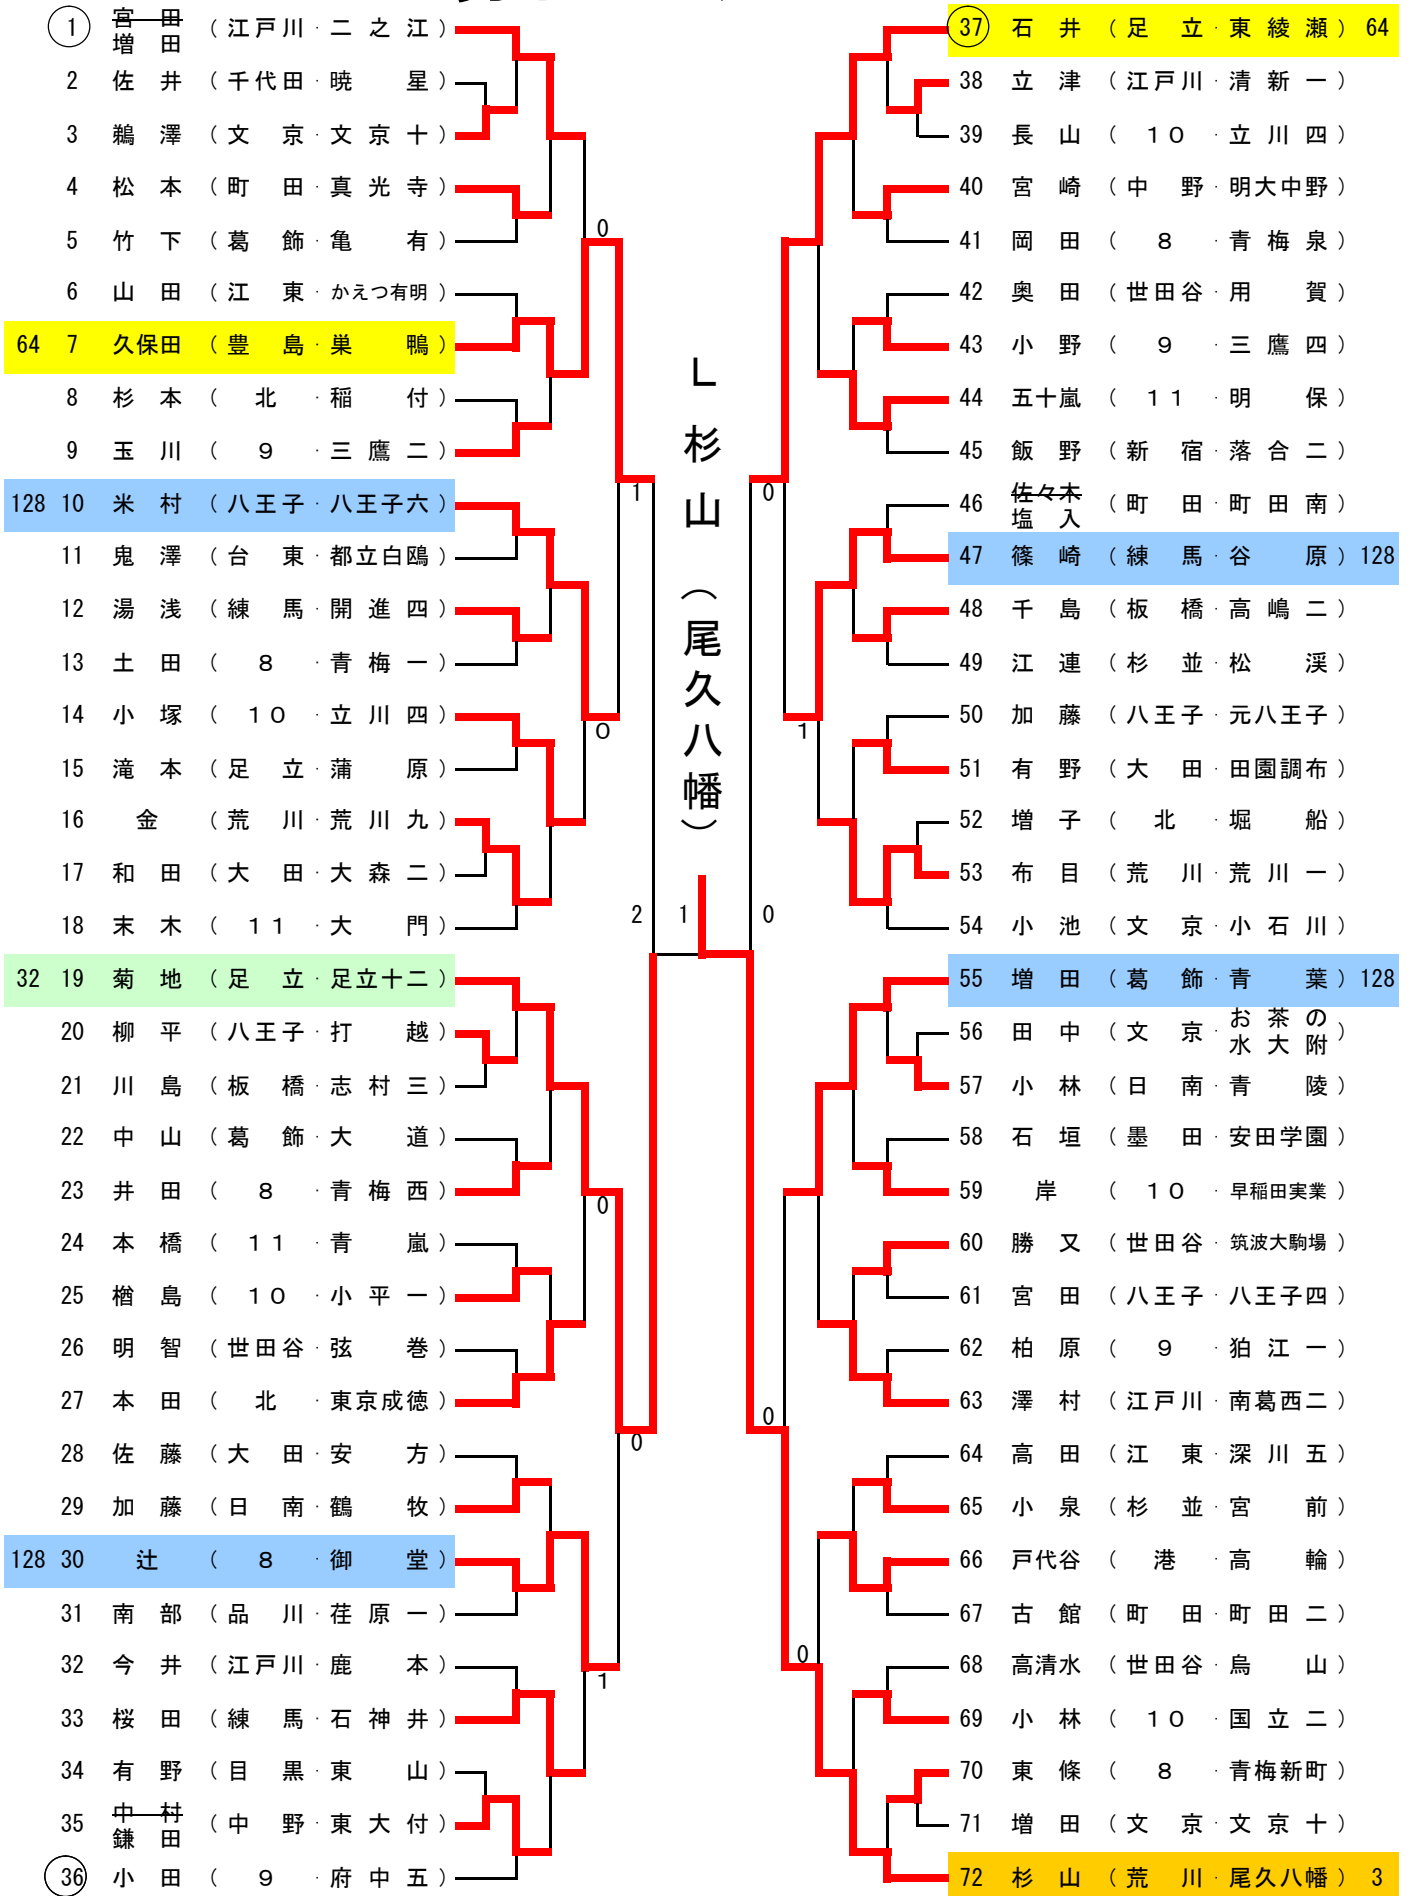 1 宮田 増田 （江戸川・二之江）
2 佐井 （千代田・暁星）
3 鵜澤 （文京・文京十）
4 松本 （町田・真光寺）
5 竹下 （葛飾・亀有）
6 山田 （江東・かえつ有明）
64 7 久保田 （豊島・巣鴨）
8 杉本 （北・稲付）
9 玉川 （９・三鷹二）
128 10 米村 （八王子・八王子六）
11 鬼澤 （台東・都立白鴎）
12 湯浅 （練馬・開進四）
13 土田 （８・青梅一）
14 小塚 （１０・立川四）
15 滝本 （足立・蒲原）
16 金 （荒川・荒川九）
17 和田 （大田・大森二）
18 末木 （１１・大門）
32 19 菊地 （足立・足立十二）
20 柳平 （八王子・打越）
21 川島 （板橋・志村三）
22 中山 （葛飾・大道）
23 井田 （８・青梅西）
24 本橋 （１１・青嵐）
25 楢島 （１０・小平一）
26 明智 （世田谷・弦巻）
27 本田 （北・東京成徳）
28 佐藤 （大田・安方）
29 加藤 （日南・鶴牧）
128 30 辻 （８・御堂）
31 南部 （品川・荏原一）
32 今井 （江戸川・鹿本）
33 桜田 （練馬・石神井）
34 有野 （目黒・東山）
35 中村 鎌田 （中野・東大付）
36 小田 （９・府中五）
0
1
0
2
0
0
1
L杉山（尾久八幡）
1
0
1
0
0
0
37 石井 （足立・東綾瀬） 64
38 立津 （江戸川・清新一）
39 長山 （１０・立川四）
40 宮崎 （中野・明大中野）
41 岡田 （８・青梅泉）
42 奥田 （世田谷・用賀）
43 小野 （９・三鷹四）
44 五十嵐 （１１・明保）
45 飯野 （新宿・落合二）
46 佐々木 塩入 （町田・町田南）
47 篠崎 （練馬・谷原） 128
48 千島 （板橋・高嶋二）
49 江連 （杉並・松渓）
50 加藤 （八王子・元八王子）
51 有野 （大田・田園調布）
52 増子 （北・堀船）
53 布目 （荒川・荒川一）
54 小池 （文京・小石川）
55 増田 （葛飾・青葉） 128
56 田中 （文京・お茶の水大附）
57 小林 （日南・青陵）
58 石垣 （墨田・安田学園）
59 岸 （１０・早稲田実業）
60 勝又 （世田谷・筑波大駒場）
61 宮田 （八王子・八王子四）
62 柏原 （９・狛江一）
63 澤村 （江戸川・南葛西二）
64 高田 （江東・深川五）
65 小泉 （杉並・宮前）
66 戸代谷 （港・高輪）
67 古館 （町田・町田二）
68 高清水 （世田谷・烏山）
69 小林 （１０・国立二）
70 東條 （８・青梅新町）
71 増田 （文京・文京十）
72 杉山 （荒川・尾久八幡） 3